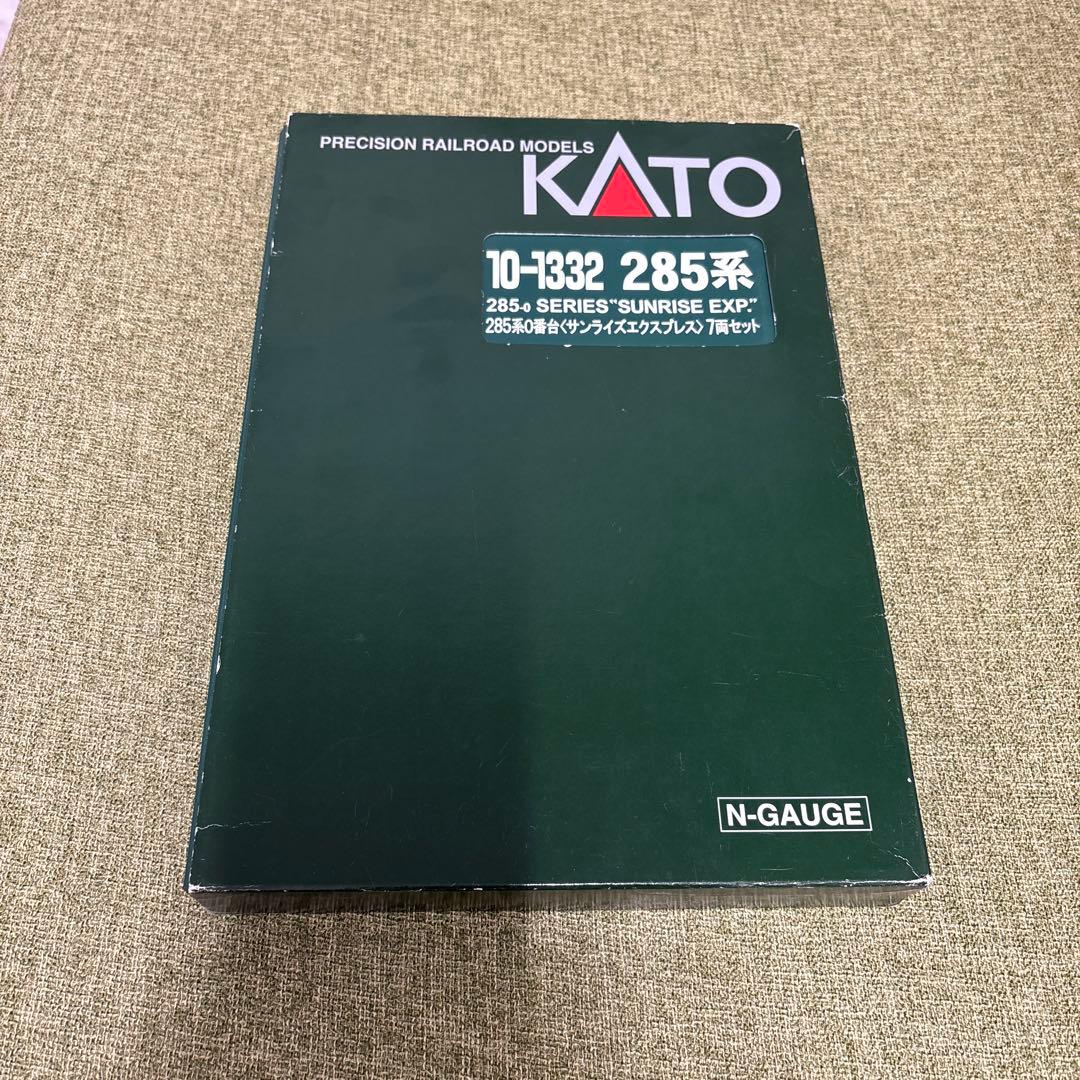 PRECISION RAILROAD MODELS
KATO
10-1332 285系
285-0 SERIES "SUNRISE EXP."
285系0番台〈サンライズエクスプレス〉7両セット
N-GAUGE